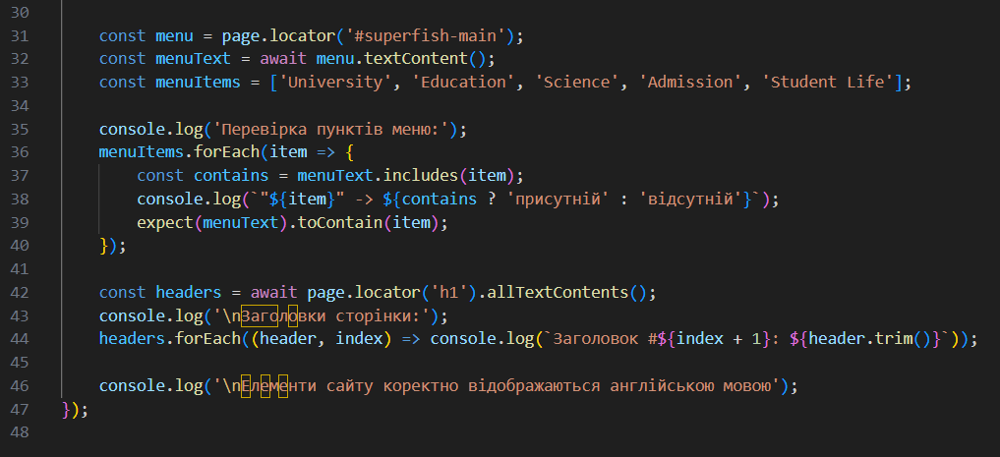 30
31 const menu = page.locator('#superfish-main');
32 const menuText = await menu.textContent();
33 const menuItems = ['University', 'Education', 'Science', 'Admission', 'Student Life'];
34
35 console.log('Перевірка пунктів меню:');
36 menuItems.forEach(item => {
37 const contains = menuText.includes(item);
38 console.log(`"${item}" -> ${contains ? 'присутній' : 'відсутній'}`);
39 expect(menuText).toContain(item);
40 });
41
42 const headers = await page.locator('h1').allTextContents();
43 console.log('\nЗаголовки сторінки:');
44 headers.forEach((header, index) => console.log(`Заголовок #${index + 1}: ${header.trim()}`));
45
46 console.log('\nЕлементи сайту коректно відображаються англійською мовою');
47 });
48